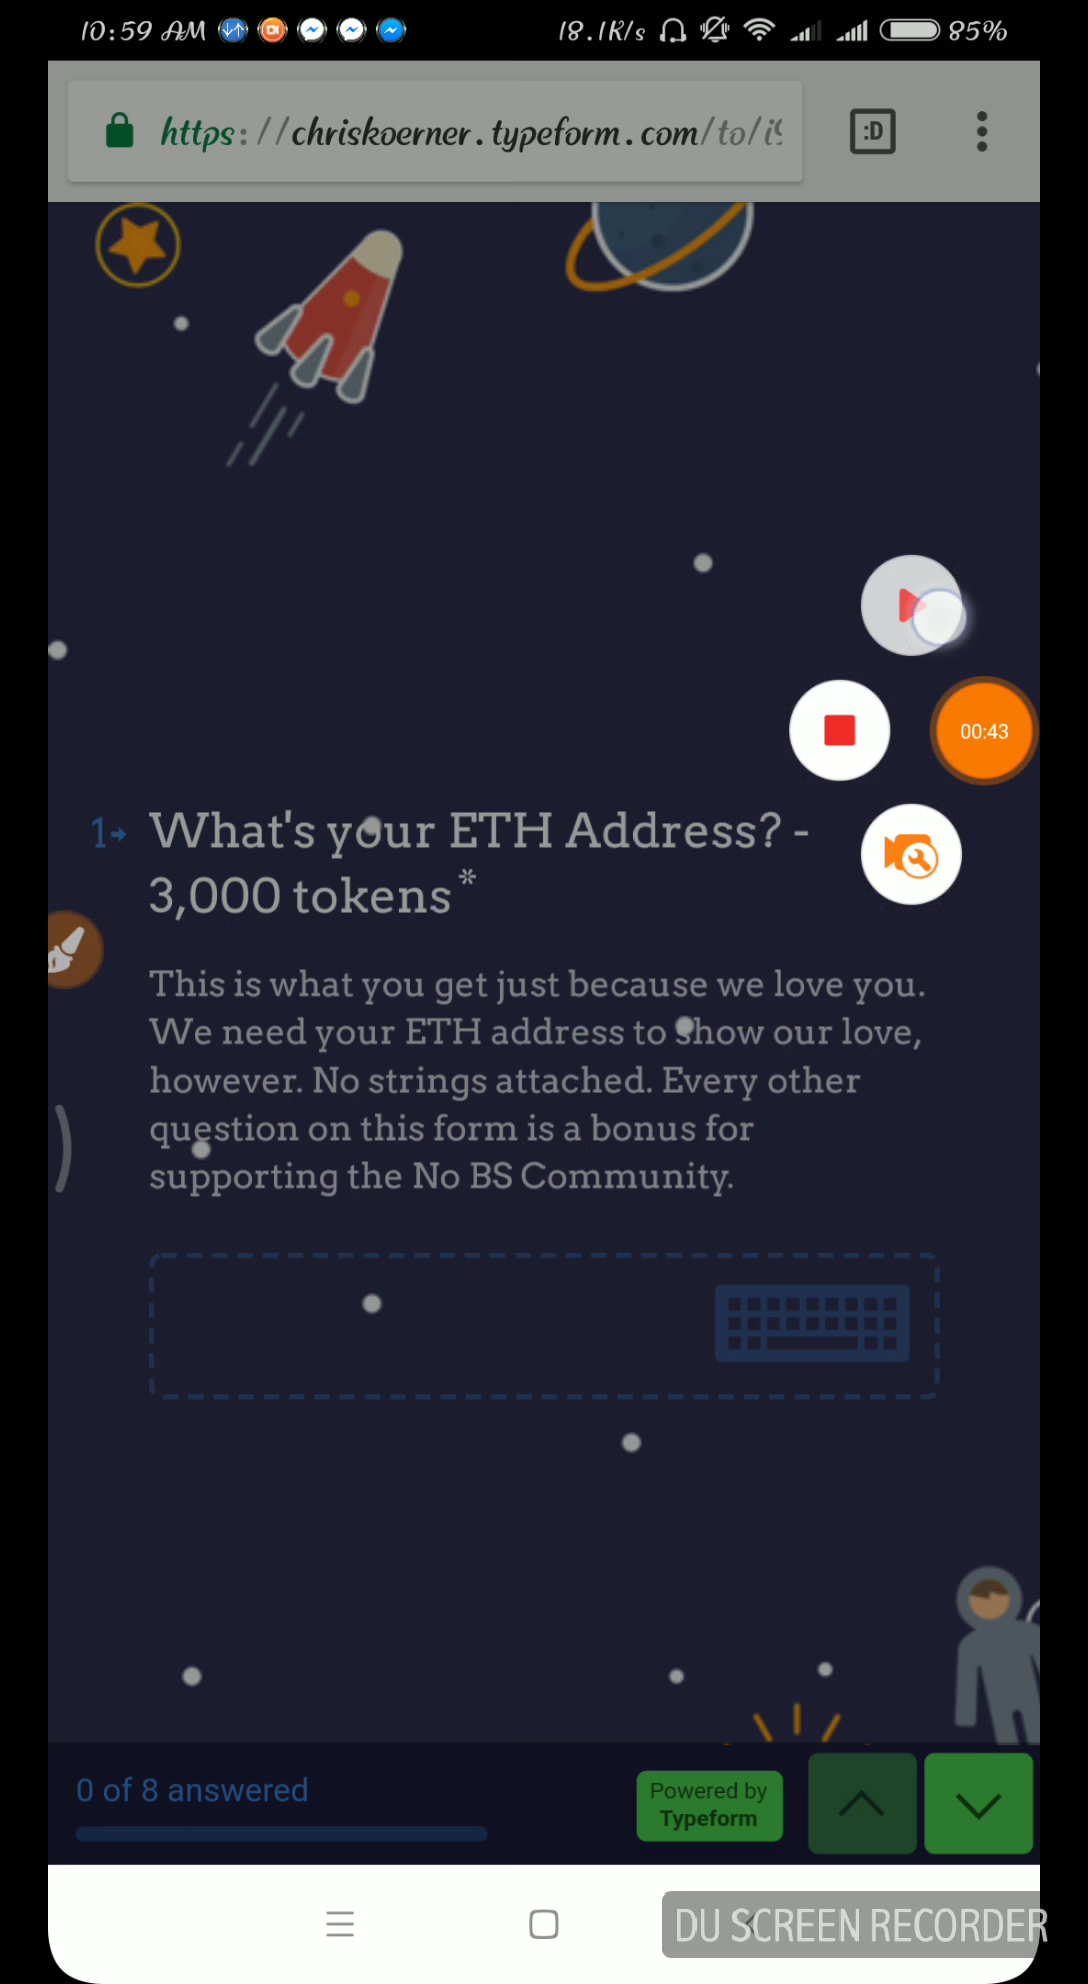 10:59 AM 18.1K/s 85%
https://chriskoerner.typeform.com/to/i9
:D
00:43
1
What's your ETH Address? -
3,000 tokens*
This is what you get just because we love you.
We need your ETH address to show our love,
however. No strings attached. Every other
question on this form is a bonus for
supporting the No BS Community.
0 of 8 answered
Powered by
Typeform
DU SCREEN RECORDER